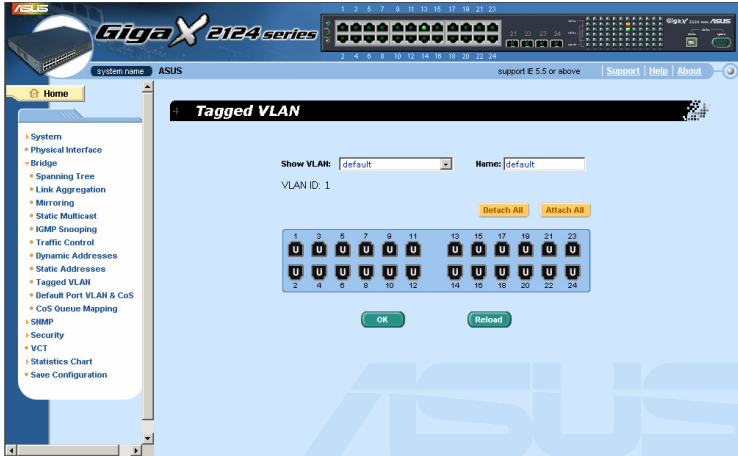 ASUS
GigaX 2124 series
1 3 5 7 9 11 13 15 17 19 21 23
2 4 6 8 10 12 14 16 18 20 22 24
21 22 23 24
GigaX 2124 series ASUS
system name ASUS
support IE 5.5 or above
Support | Help | About
Home
System
Physical Interface
Bridge
Spanning Tree
Link Aggregation
Mirroring
Static Multicast
IGMP Snooping
Traffic Control
Dynamic Addresses
Static Addresses
Tagged VLAN
Default Port VLAN & CoS
CoS Queue Mapping
SNMP
Security
VCT
Statistics Chart
Save Configuration
Tagged VLAN
Show VLAN: default Name: default
VLAN ID: 1
Detach All Attach All
1 3 5 7 9 11 13 15 17 19 21 23
U U U U U U U U U U U U
U U U U U U U U U U U U
2 4 6 8 10 12 14 16 18 20 22 24
OK Reload
ASUS